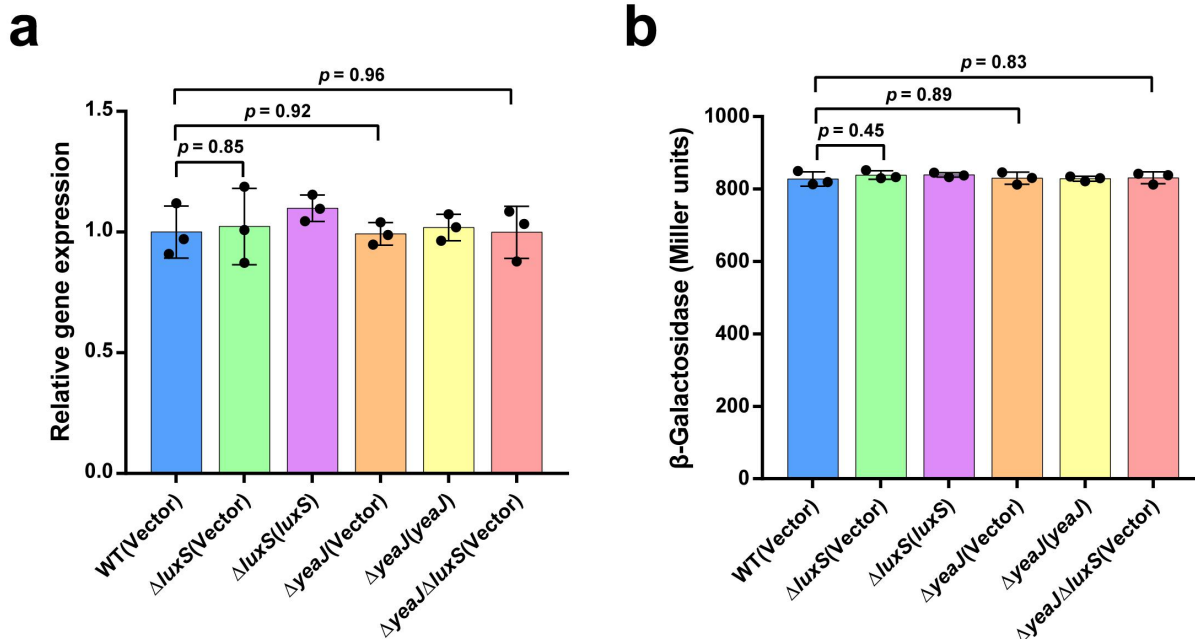 a
p = 0.96
p = 0.92
p = 0.85
Relative gene expression
1.5
1.0
0.5
0.0
WT(Vector)
ΔluxS(Vector)
ΔluxS(luxS)
ΔyeaJ(Vector)
ΔyeaJ(yeaJ)
ΔyeaJΔluxS(Vector)
b
p = 0.83
p = 0.89
p = 0.45
β-Galactosidase (Miller units)
1000
800
600
400
200
0
WT(Vector)
ΔluxS(Vector)
ΔluxS(luxS)
ΔyeaJ(Vector)
ΔyeaJ(yeaJ)
ΔyeaJΔluxS(Vector)